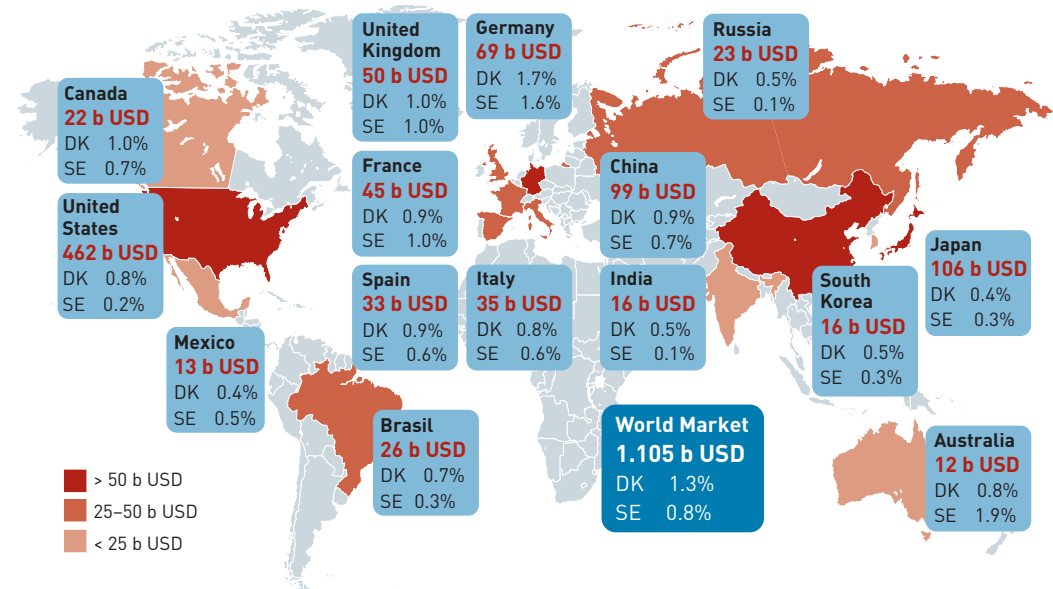 Canada
22 b USD
DK 1.0%
SE 0.7%
United
States
462 b USD
DK 0.8%
SE 0.2%
Mexico
13 b USD
DK 0.4%
SE 0.5%
United
Kingdom
50 b USD
DK 1.0%
SE 1.0%
Germany
69 b USD
DK 1.7%
SE 1.6%
France
45 b USD
DK 0.9%
SE 1.0%
Spain
33 b USD
DK 0.9%
SE 0.6%
Italy
35 b USD
DK 0.8%
SE 0.6%
Brasil
26 b USD
DK 0.7%
SE 0.3%
Russia
23 b USD
DK 0.5%
SE 0.1%
China
99 b USD
DK 0.9%
SE 0.7%
India
16 b USD
DK 0.5%
SE 0.1%
South
Korea
16 b USD
DK 0.5%
SE 0.3%
Japan
106 b USD
DK 0.4%
SE 0.3%
Australia
12 b USD
DK 0.8%
SE 1.9%
World Market
1.105 b USD
DK 1.3%
SE 0.8%
> 50 b USD
25–50 b USD
< 25 b USD